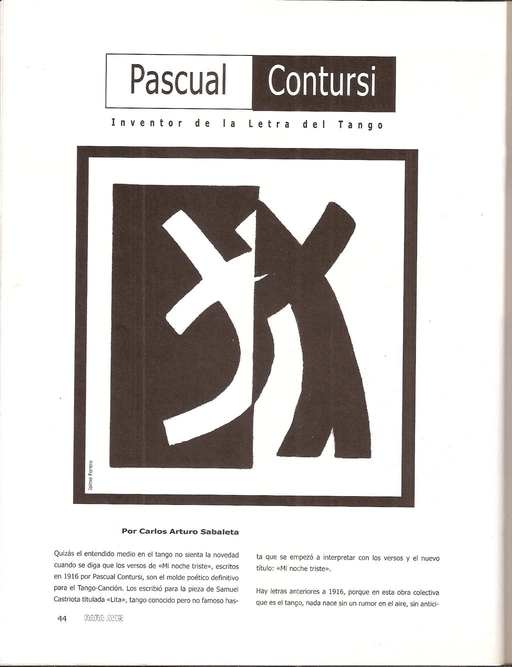 Pascual Contursi
Inventor de la Letra del Tango
Jaime Forero
Por Carlos Arturo Sabaleta
Quizás el entendido medio en el tango no sienta la novedad
cuando se diga que los versos de «Mi noche triste», escritos
en 1916 por Pascual Contursi, son el molde poético definitivo
para el Tango-Canción. Los escribió para la pieza de Samuel
Castriota titulada «Lita», tango conocido pero no famoso has-
ta que se empezó a interpretar con los versos y el nuevo
título: «Mi noche triste».
Hay letras anteriores a 1916, porque en esta obra colectiva
que es el tango, nada nace sin un rumor en el aire, sin antici-
44 RARA AVIS